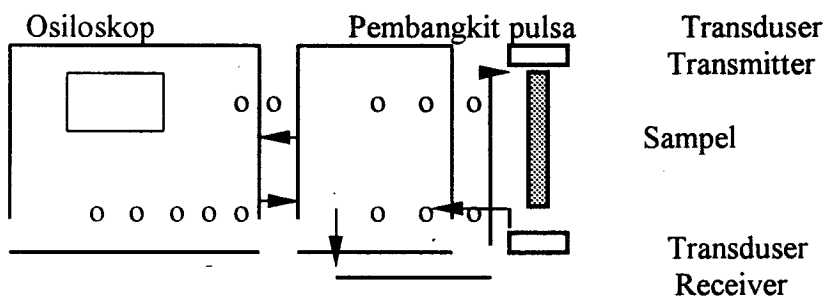 Osiloskop
Pembangkit pulsa
Transduser
Transmitter
Sampel
Transduser
Receiver